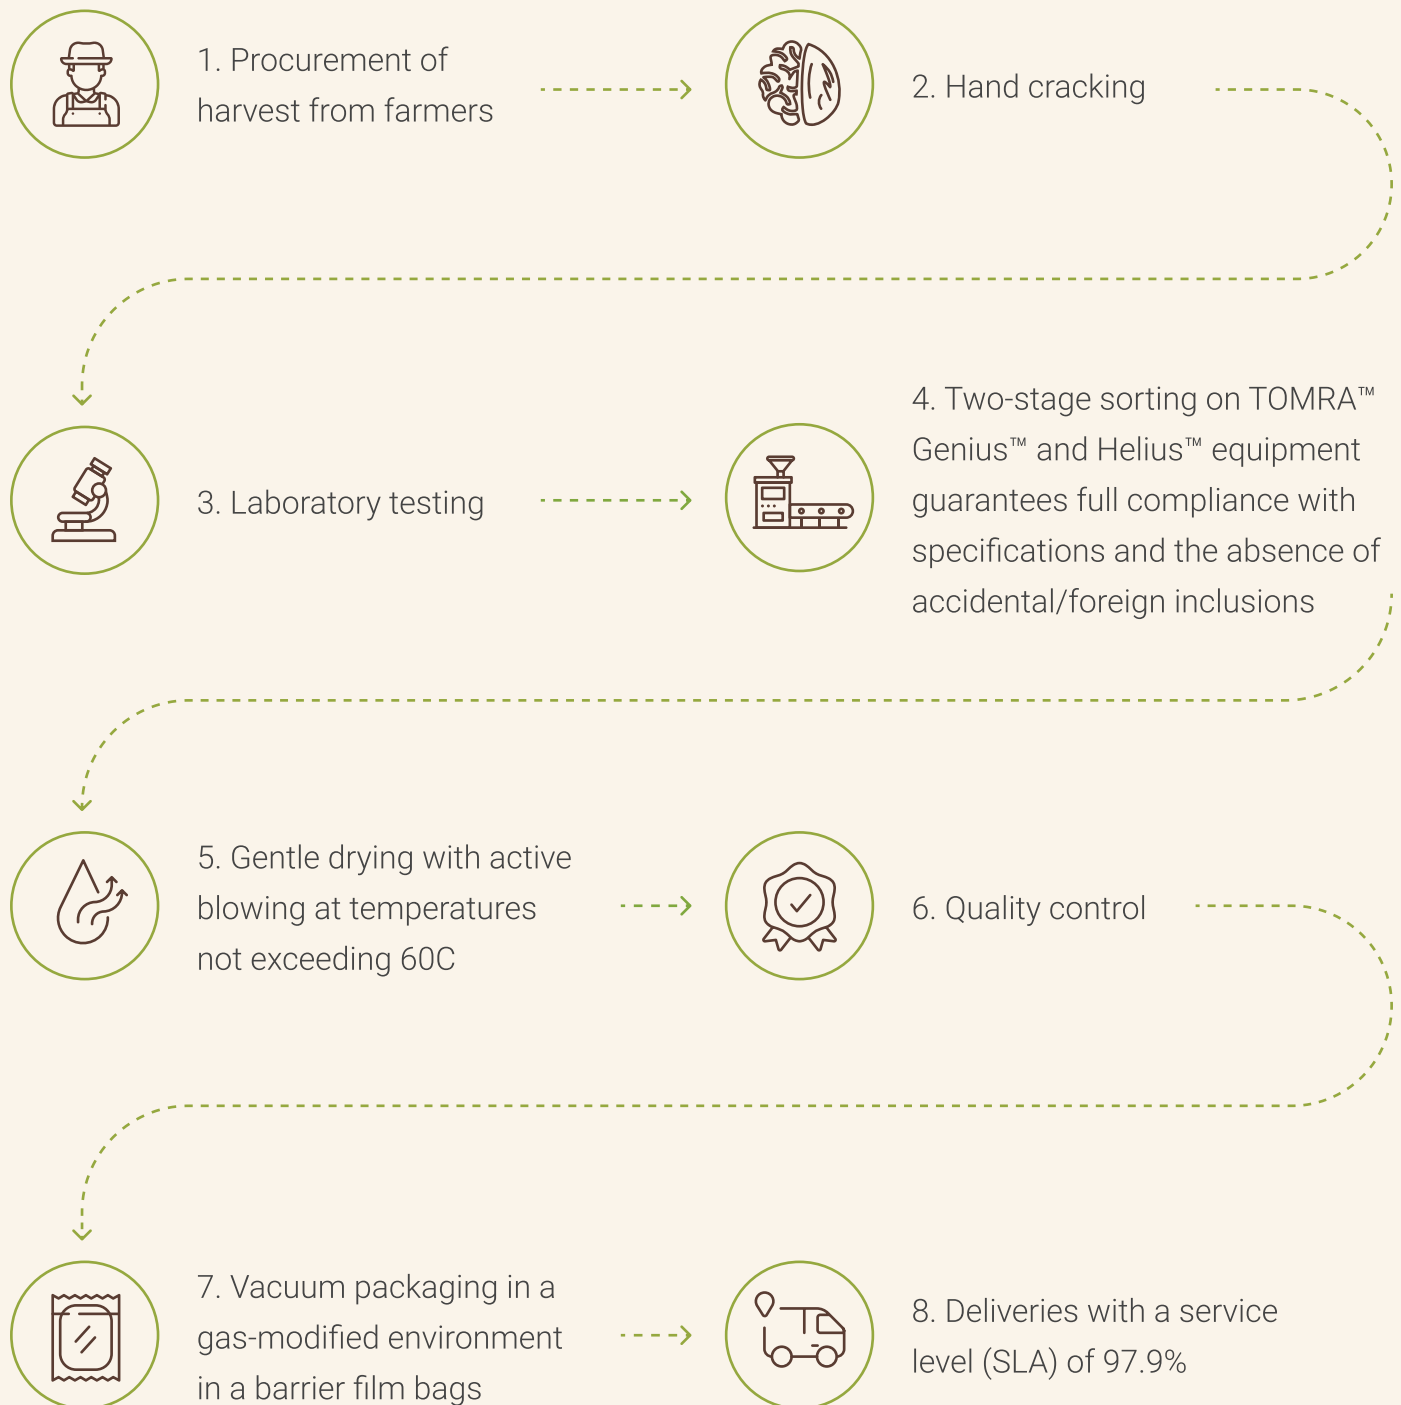 1. Procurement of
harvest from farmers
2. Hand cracking
3. Laboratory testing
4. Two-stage sorting on TOMRA™
Genius™ and Helius™ equipment
guarantees full compliance with
specifications and the absence of
accidental/foreign inclusions
5. Gentle drying with active
blowing at temperatures
not exceeding 60C
6. Quality control
7. Vacuum packaging in a
gas-modified environment
in a barrier film bags
8. Deliveries with a service
level (SLA) of 97.9%